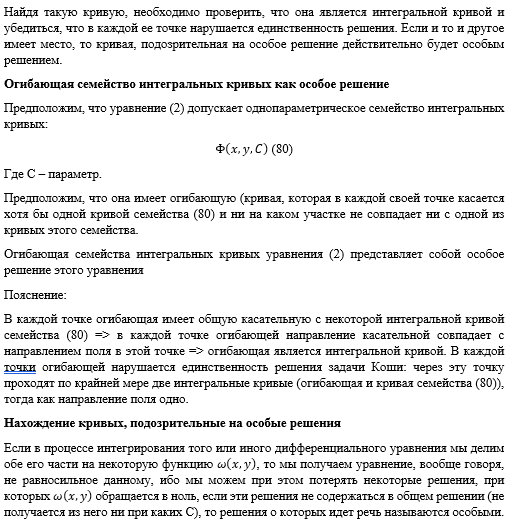 Найдя такую кривую, необходимо проверить, что она является интегральной кривой и
убедиться, что в каждой ее точке нарушается единственность решения. Если и то и другое
имеет место, то кривая, подозрительная на особое решение действительно будет особым
решением.
Огибающая семейство интегральных кривых как особое решение
Предположим, что уравнение (2) допускает однопараметрическое семейство интегральных
кривых:
Ф(x, y, C) (80)
Где С – параметр.
Предположим, что она имеет огибающую (кривая, которая в каждой своей точке касается
хотя бы одной кривой семейства (80) и ни на каком участке не совпадает ни с одной из
кривых этого семейства.
Огибающая семейства интегральных кривых уравнения (2) представляет собой особое
решение этого уравнения
Пояснение:
В каждой точке огибающая имеет общую касательную с некоторой интегральной кривой
семейства (80) => в каждой точке огибающей направление касательной совпадает с
направлением поля в этой точке => огибающая является интегральной кривой. В каждой
точки огибающей нарушается единственность решения задачи Коши: через эту точку
проходят по крайней мере две интегральные кривые (огибающая и кривая семейства (80)),
тогда как направление поля одно.
Нахождение кривых, подозрительные на особые решения
Если в процессе интегрирования того или иного дифференциального уравнения мы делим
обе его части на некоторую функцию ω(x, y), то мы получаем уравнение, вообще говоря,
не равносильное данному, ибо мы можем при этом потерять некоторые решения, при
которых ω(x, y) обращается в ноль, если эти решения не содержаться в общем решении (не
получается из него ни при каких С), то решения о которых идет речь называются особыми.